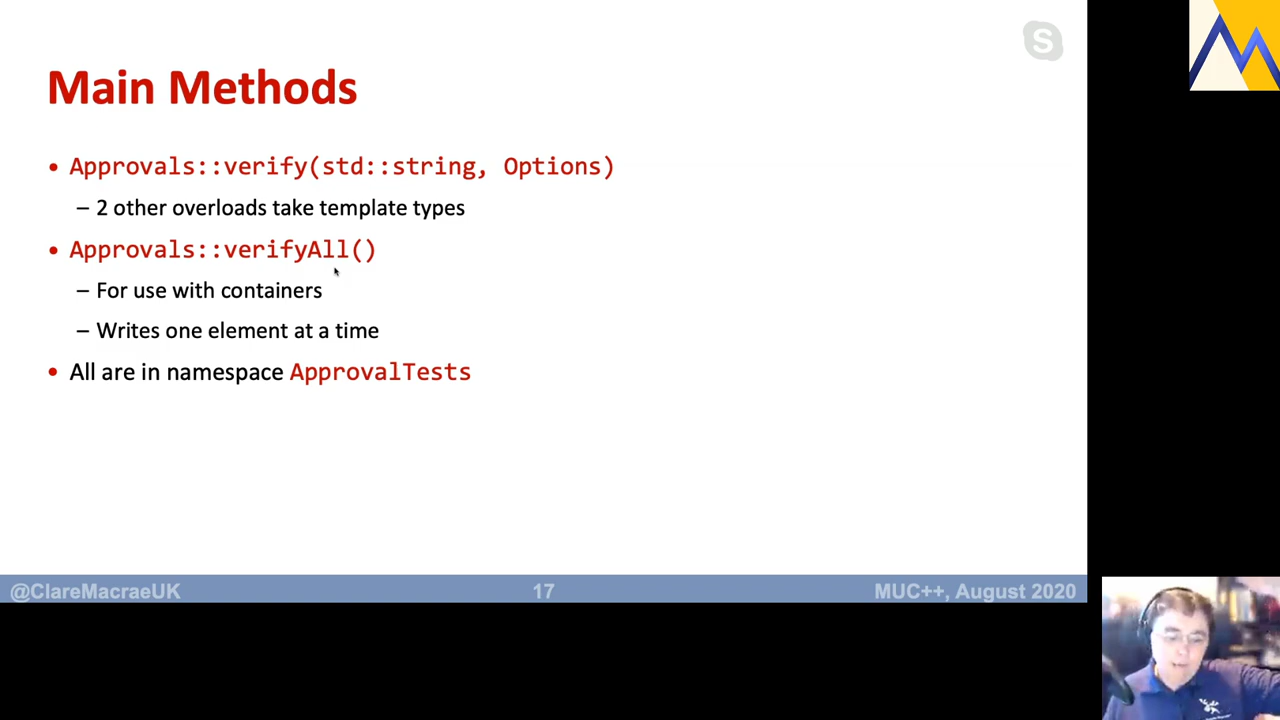 S
Main Methods
• Approvals::verify(std::string, Options)
– 2 other overloads take template types
• Approvals::verifyAll()
– For use with containers
– Writes one element at a time
• All are in namespace ApprovalTests
@ClareMacraeUK 17 MUC++, August 2020